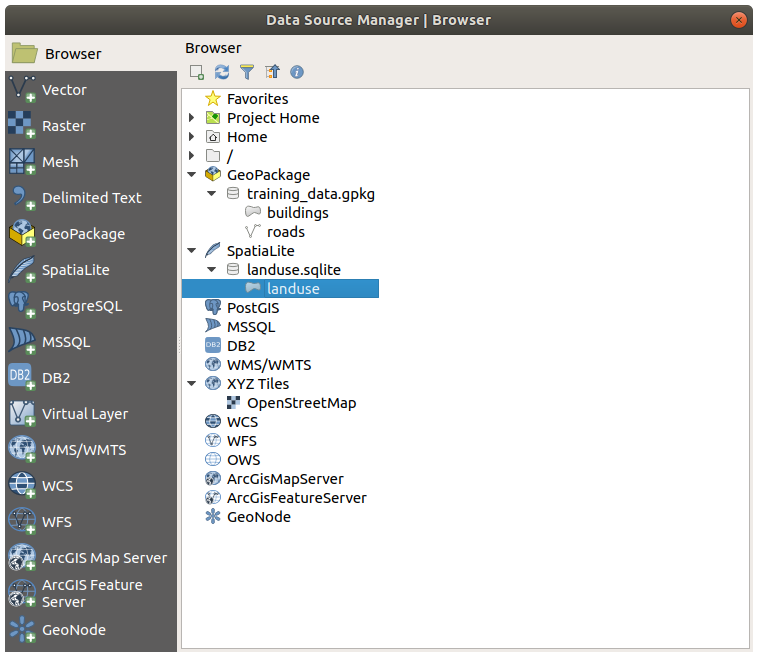 Data Source Manager | Browser
Browser
Vector
Raster
Mesh
Delimited Text
GeoPackage
SpatiaLite
PostgreSQL
MSSQL
DB2
DB2
Virtual Layer
WMS/WMTS
WCS
WFS
ArcGIS Map Server
ArcGIS Feature
Server
GeoNode
Browser
Favorites
Project Home
Home
/
GeoPackage
training_data.gpkg
buildings
roads
SpatiaLite
landuse.sqlite
landuse
PostGIS
MSSQL
DB2 DB2
WMS/WMTS
XYZ Tiles
OpenStreetMap
WCS
WFS
OWS
ArcGisMapServer
ArcGisFeatureServer
GeoNode